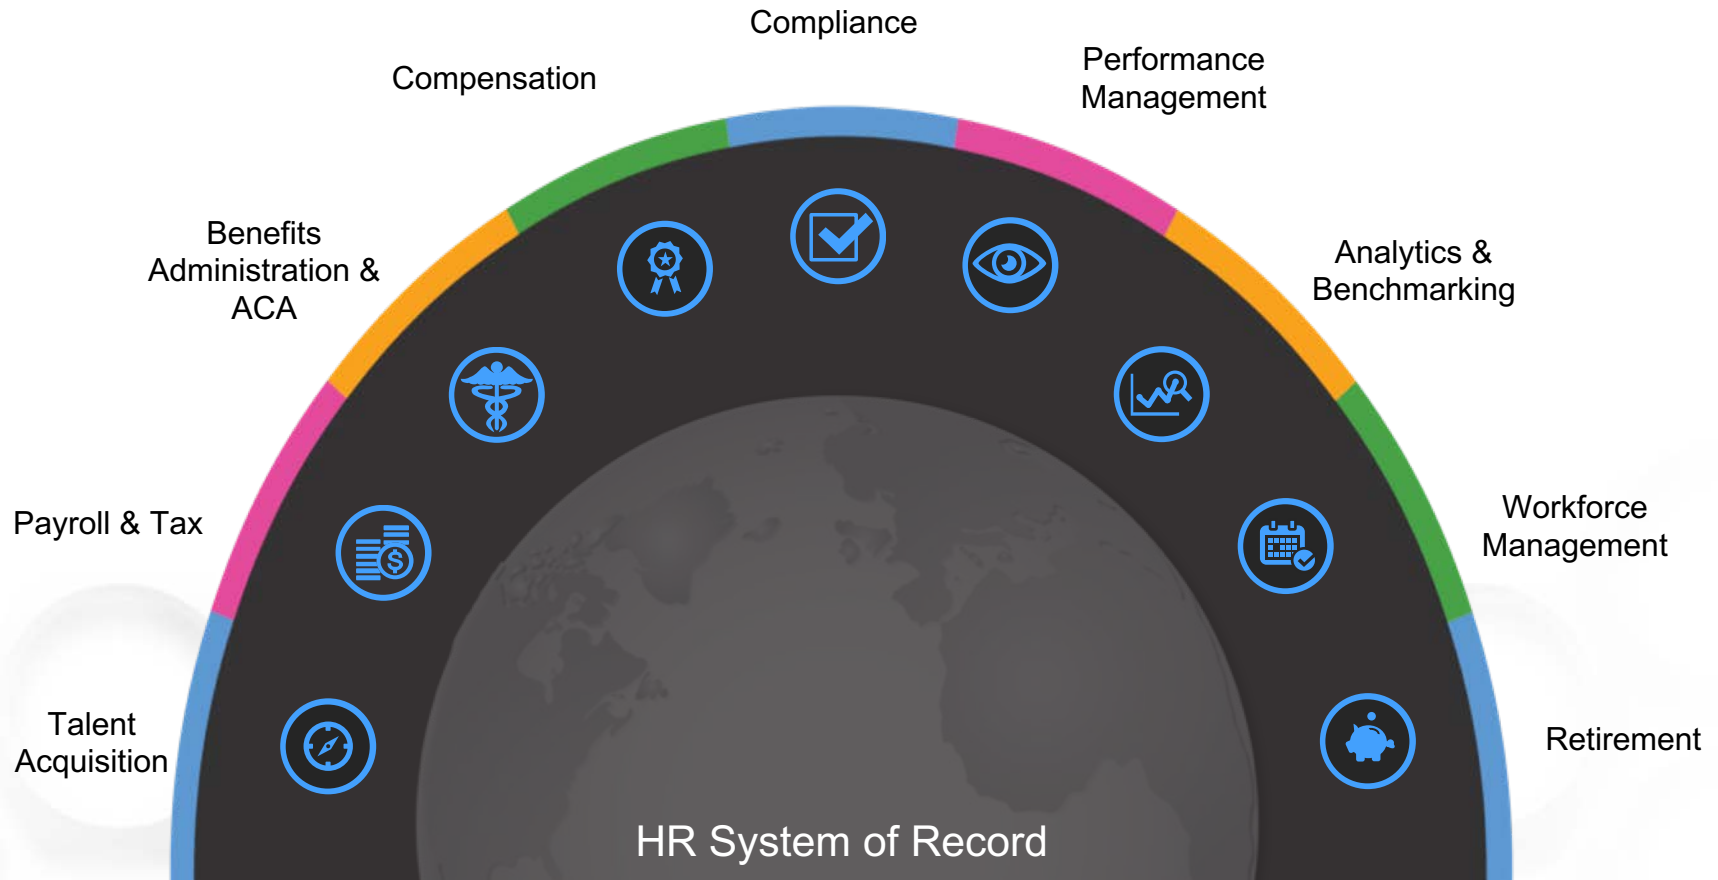 Compliance
Performance
Management
Compensation
Benefits
Administration &
ACA
Analytics &
Benchmarking
Payroll & Tax
Workforce
Management
Talent
Acquisition
Retirement
HR System of Record